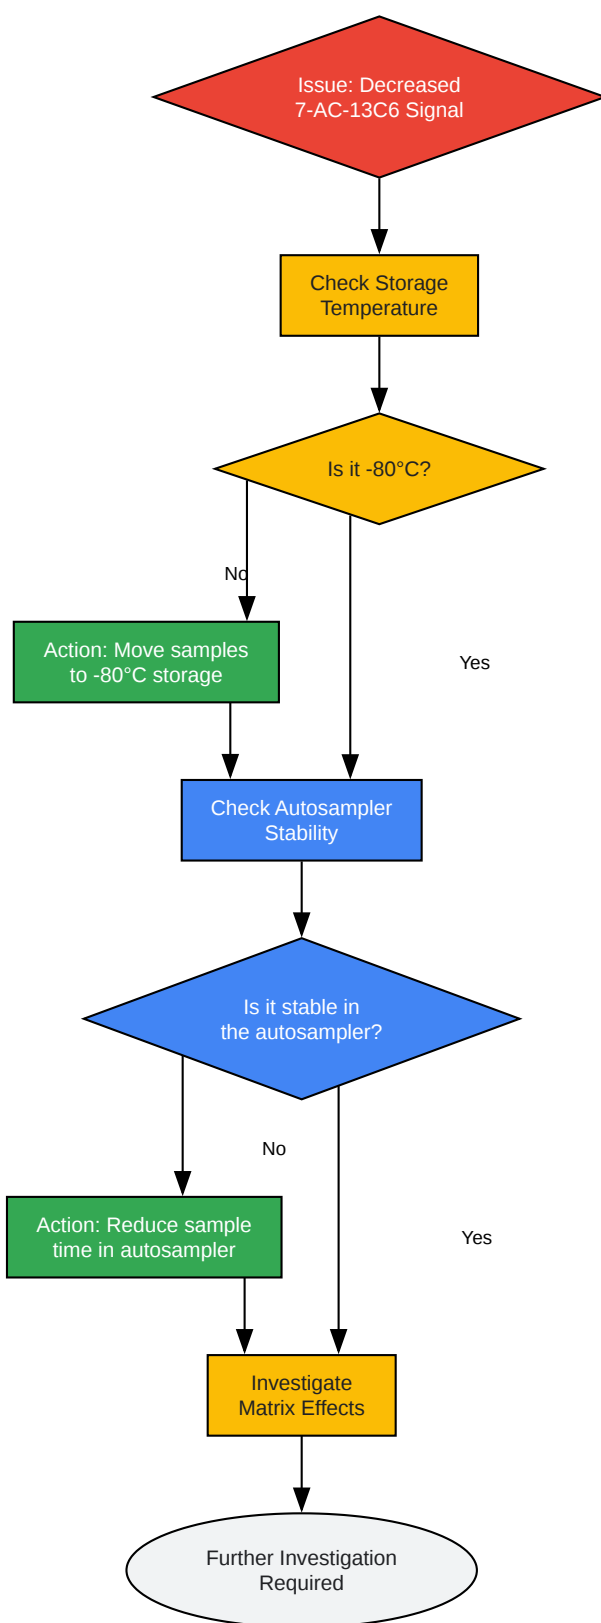 Issue: Decreased
7-AC-13C6 Signal
Check Storage
Temperature
Is it -80°C?
No
Action: Move samples
to -80°C storage
Yes
Check Autosampler
Stability
Is it stable in
the autosampler?
No
Action: Reduce sample
time in autosampler
Yes
Investigate
Matrix Effects
Further Investigation
Required